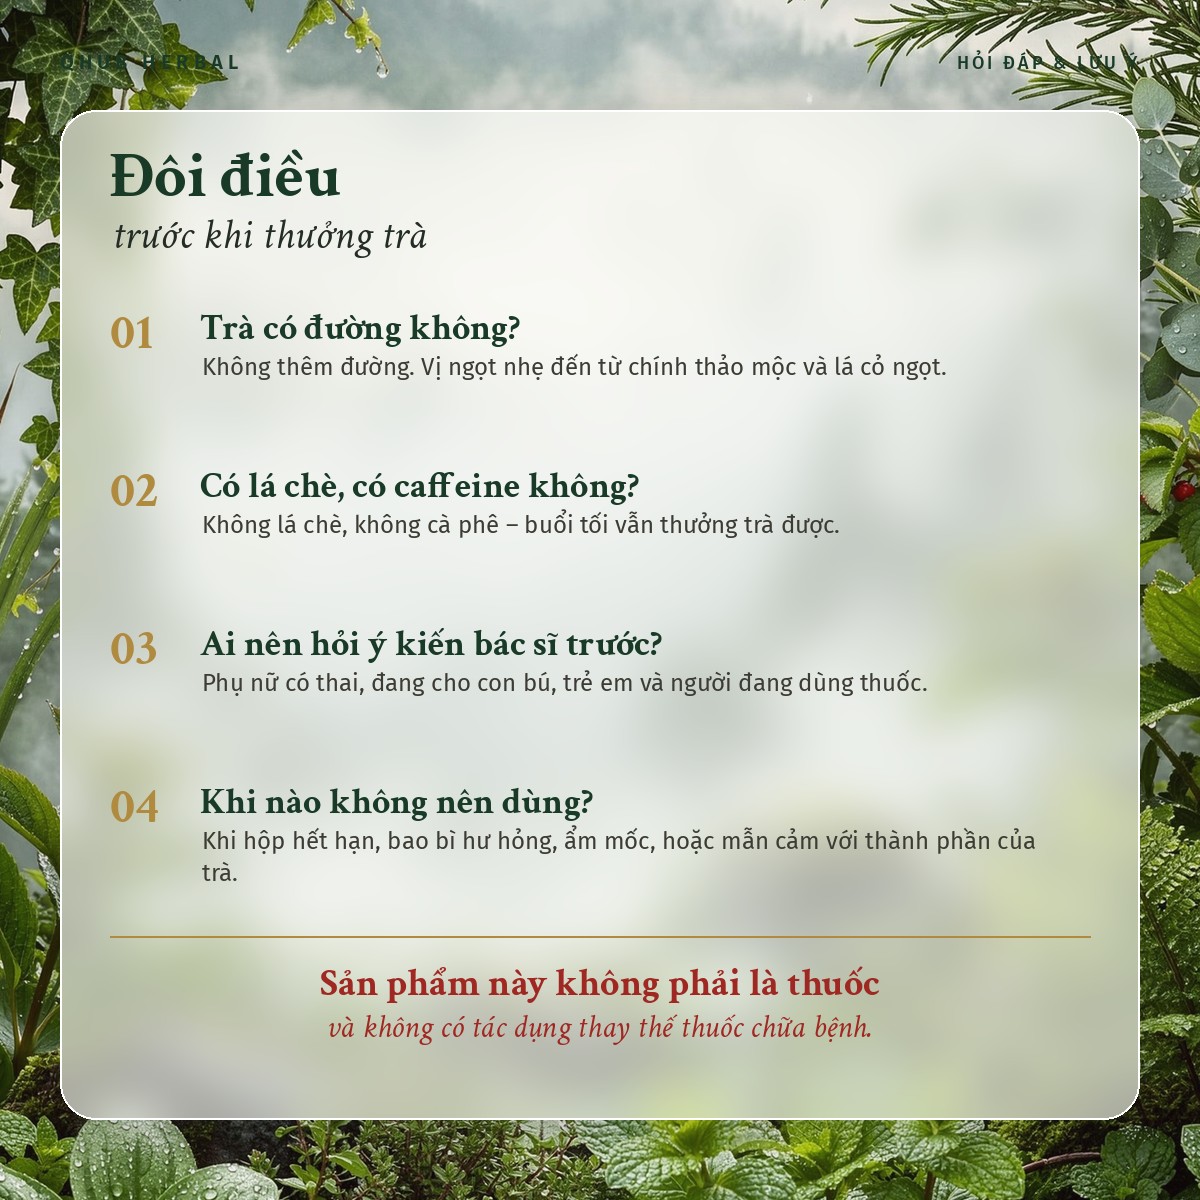 HERBAL
HỎI ĐÁP & LƯU Ý
Đôi điều
trước khi thưởng trà
01
Trà có đường không?
Không thêm đường. Vị ngọt nhẹ đến từ chính thảo mộc và lá cỏ ngọt.
02
Có lá chè, có caffeine không?
Không lá chè, không cà phê – buổi tối vẫn thưởng trà được.
03
Ai nên hỏi ý kiến bác sĩ trước?
Phụ nữ có thai, đang cho con bú, trẻ em và người đang dùng thuốc.
04
Khi nào không nên dùng?
Khi hộp hết hạn, bao bì hư hỏng, ẩm mốc, hoặc mẫn cảm với thành phần của
trà.
Sản phẩm này không phải là thuốc
và không có tác dụng thay thế thuốc chữa bệnh.